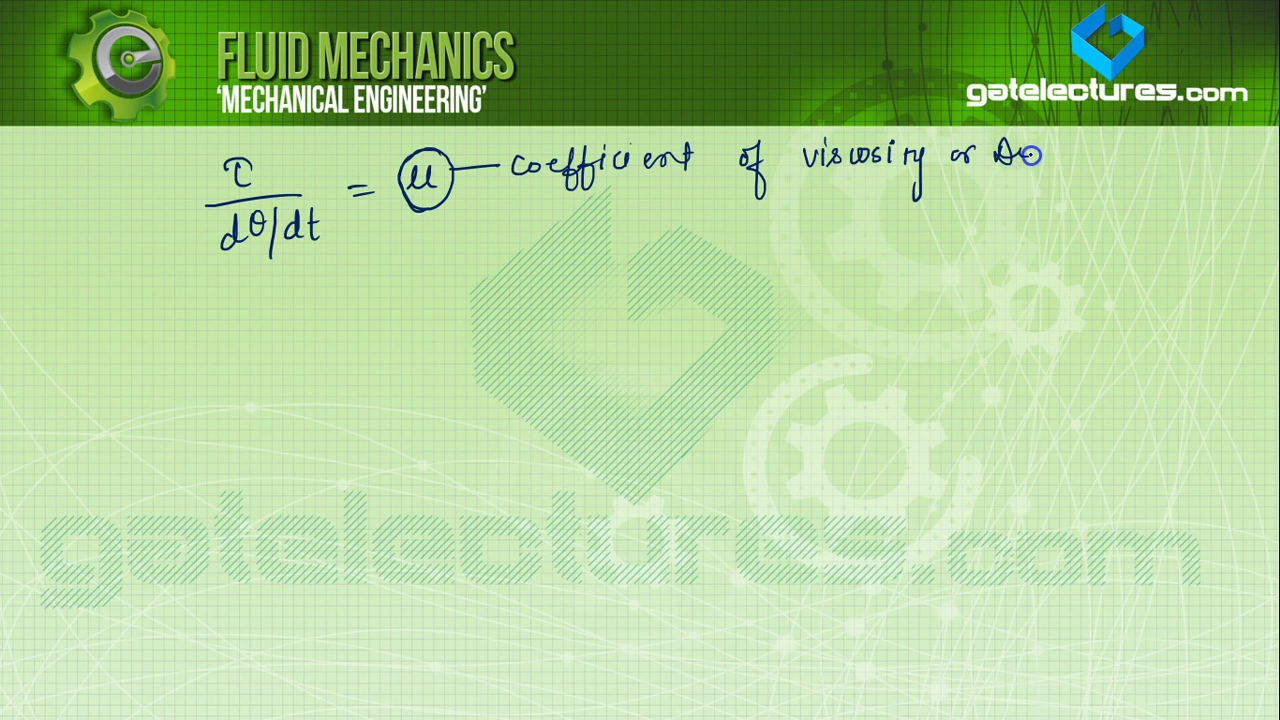 FLUID MECHANICS
'MECHANICAL ENGINEERING'
gatelectures.com
τ
dθ/dt
= μ — coefficient of viscosity or
gatelectures.com